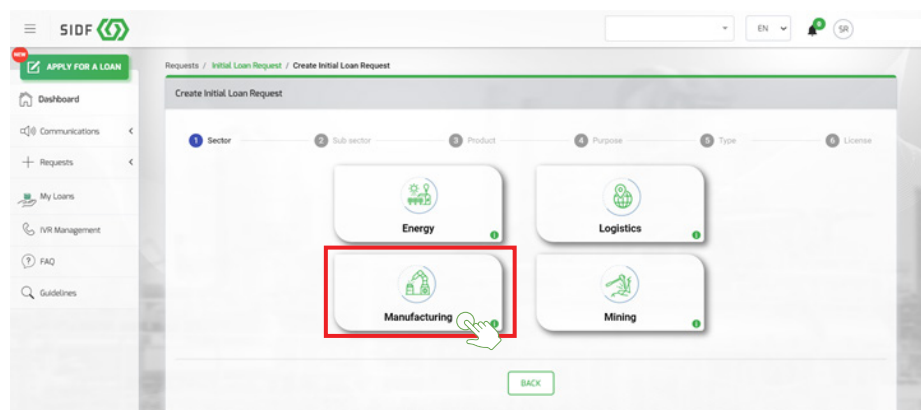 SIDF
EN
0
SR
NEW
APPLY FOR A LOAN
Dashboard
Communications
Requests
My Loans
IVR Management
FAQ
Guidelines
Requests / Initial Loan Request / Create Initial Loan Request
Create Initial Loan Request
1 Sector
2 Sub sector
3 Product
4 Purpose
5 Type
6 License
Energy
Logistics
Manufacturing
Mining
BACK